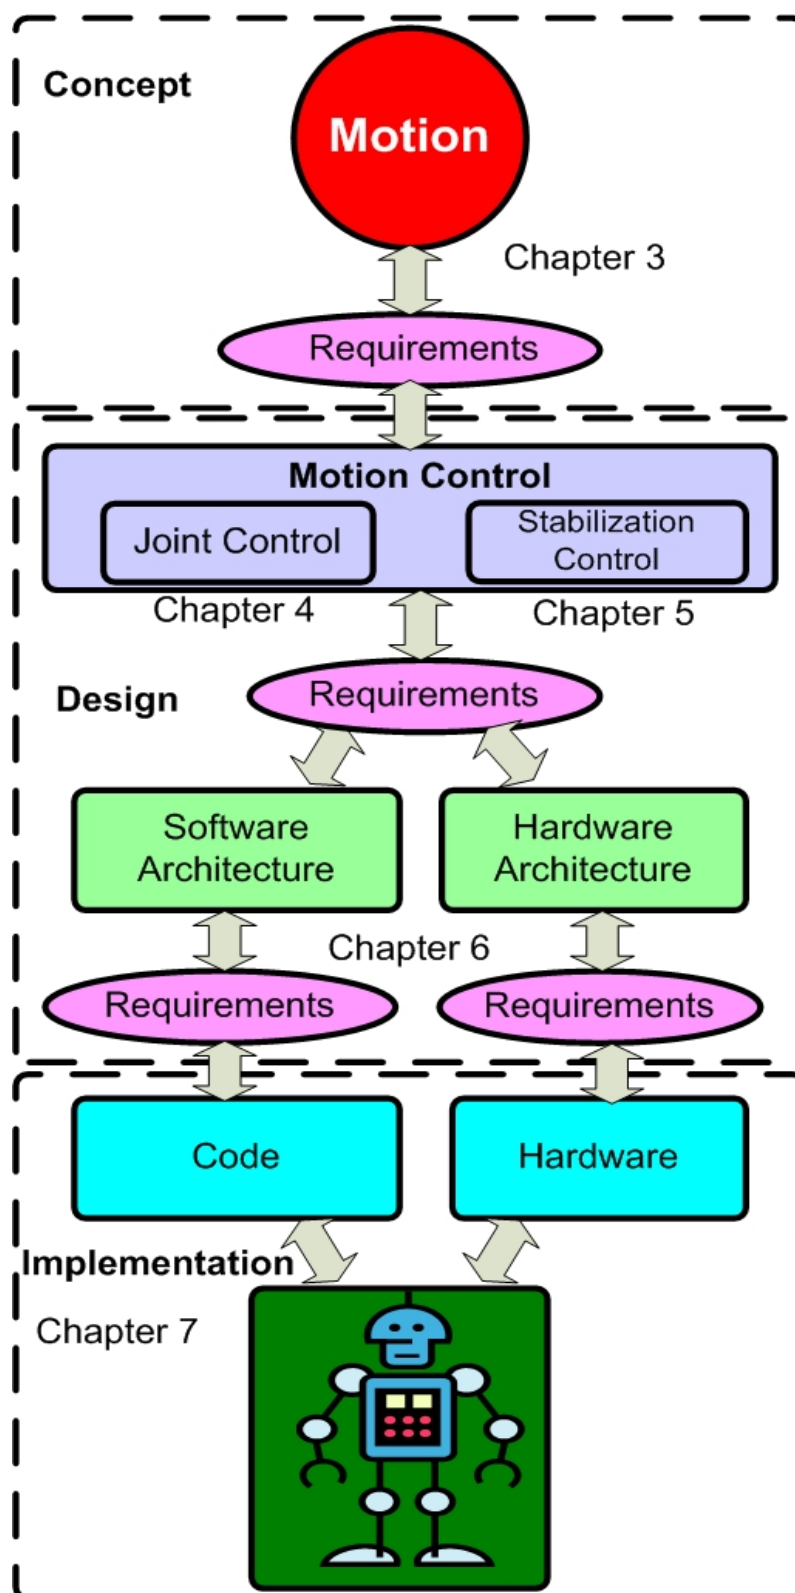 Concept
Motion
Chapter 3
Requirements
Motion Control
Joint Control
Stabilization
Control
Chapter 4
Chapter 5
Requirements
Design
Software
Architecture
Hardware
Architecture
Chapter 6
Requirements
Requirements
Code
Hardware
Implementation
Chapter 7